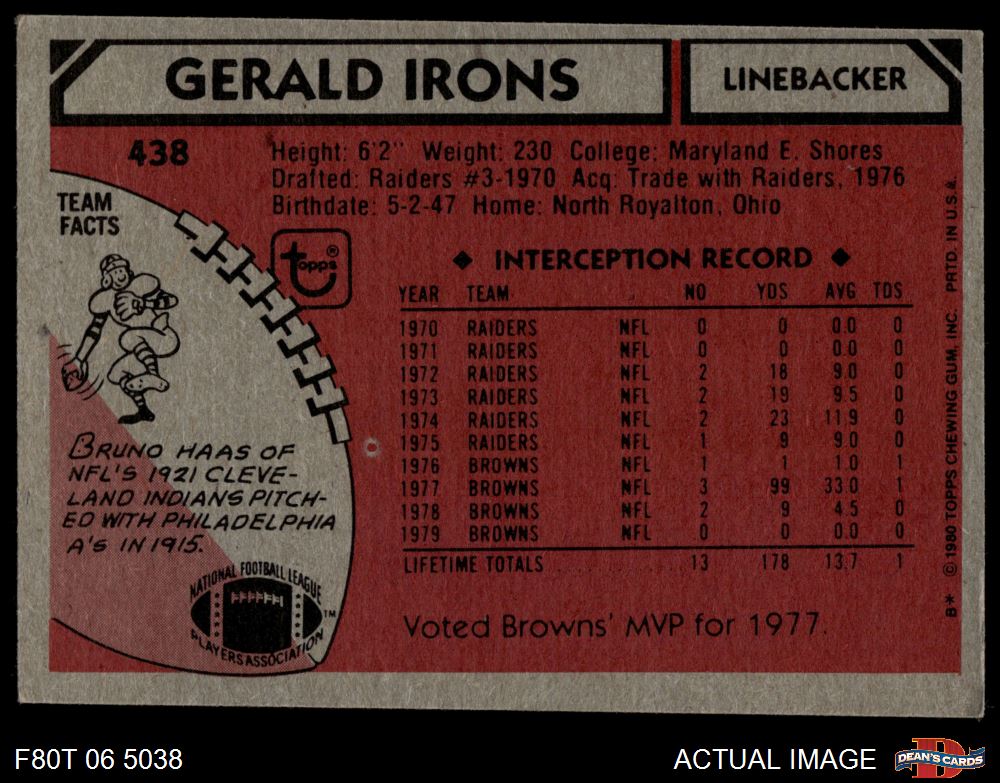 GERALD IRONS
LINEBACKER
438
Height: 6'2" Weight: 230 College: Maryland E. Shores
Drafted: Raiders #3-1970 Acq: Trade with Raiders, 1976
Birthdate: 5-2-47 Home: North Royalton, Ohio
TEAM
FACTS
topps®
BRUNO HAAS OF
NFL'S 1921 CLEVE-
LAND INDIANS PITCH-
ED WITH PHILADELPHIA
A'S IN 1915.
NATIONAL FOOTBALL LEAGUE
PLAYERS ASSOCIATION
™
◆ INTERCEPTION RECORD ◆
YEAR TEAM NO YDS AVG TDS
1970 RAIDERS NFL 0 0 0.0 0
1971 RAIDERS NFL 0 0 0.0 0
1972 RAIDERS NFL 2 18 9.0 0
1973 RAIDERS NFL 2 19 9.5 0
1974 RAIDERS NFL 2 23 11.9 0
1975 RAIDERS NFL 1 9 9.0 0
1976 BROWNS NFL 1 1 1.0 1
1977 BROWNS NFL 3 99 33.0 1
1978 BROWNS NFL 2 9 4.5 0
1979 BROWNS NFL 0 0 0.0 0
LIFETIME TOTALS 13 178 13.7 1
Voted Browns' MVP for 1977.
B* © 1980 TOPPS CHEWING GUM, INC. PRTD. IN U.S.A.
F80T 06 5038
ACTUAL IMAGE
D
DEAN'S CARDS